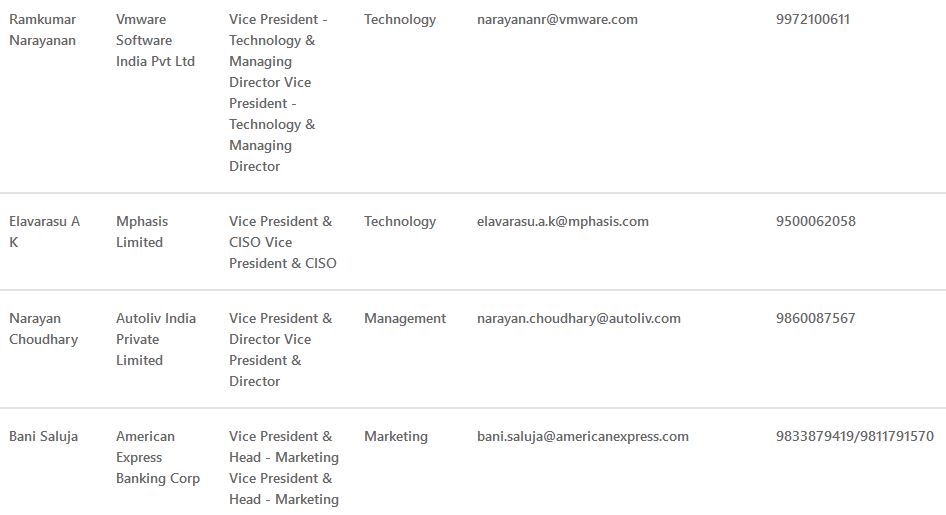 Ramkumar Narayanan
Vmware Software India Pvt Ltd
Vice President - Technology & Managing Director Vice President - Technology & Managing Director
Technology
narayananr@vmware.com
9972100611
Elavarasu A K
Mphasis Limited
Vice President & CISO Vice President & CISO
Technology
elavarasu.a.k@mphasis.com
9500062058
Narayan Choudhary
Autoliv India Private Limited
Vice President & Director Vice President & Director
Management
narayan.choudhary@autoliv.com
9860087567
Bani Saluja
American Express Banking Corp
Vice President & Head - Marketing Vice President & Head - Marketing
Marketing
bani.saluja@americanexpress.com
9833879419/9811791570